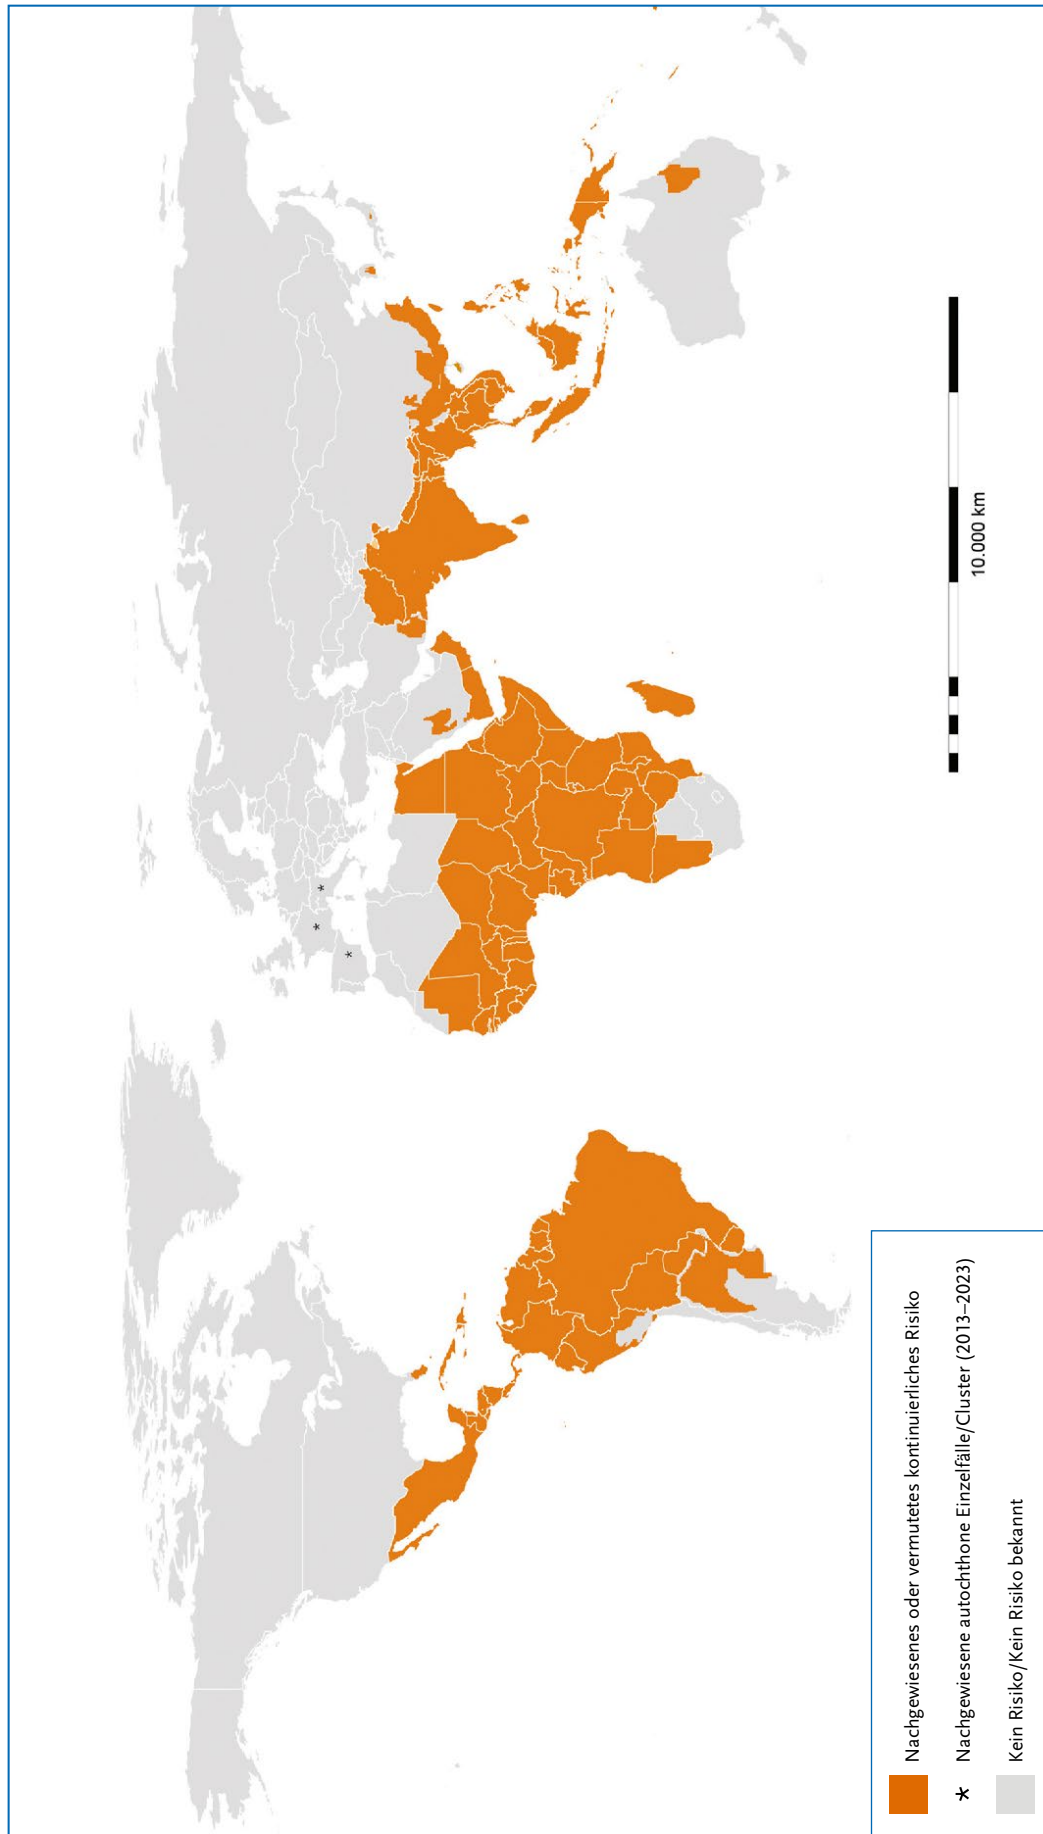 10.000 km
Nachgewiesenes oder vermutetes kontinuierliches Risiko
* Nachgewiesene autochthone Einzelfälle/Cluster (2013–2023)
Kein Risiko/Kein Risiko bekannt